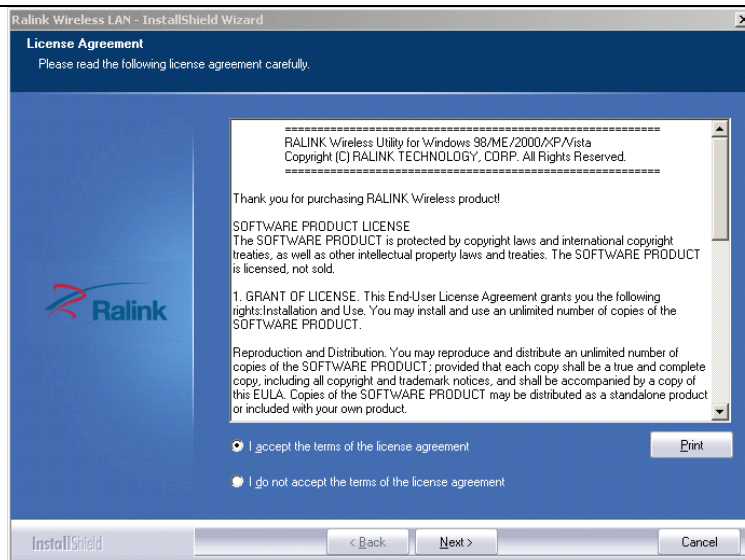 Ralink Wireless LAN - InstallShield Wizard
License Agreement
Please read the following license agreement carefully.
============================================================
RALINK Wireless Utility for Windows 98/ME/2000/XP/Vista
Copyright (C) RALINK TECHNOLOGY, CORP. All Rights Reserved.
============================================================
Thank you for purchasing RALINK Wireless product!
SOFTWARE PRODUCT LICENSE
The SOFTWARE PRODUCT is protected by copyright laws and international copyright
treaties, as well as other intellectual property laws and treaties. The SOFTWARE PRODUCT
is licensed, not sold.
1. GRANT OF LICENSE. This End-User License Agreement grants you the following
rights:Installation and Use. You may install and use an unlimited number of copies of the
SOFTWARE PRODUCT.
Reproduction and Distribution. You may reproduce and distribute an unlimited number of
copies of the SOFTWARE PRODUCT; provided that each copy shall be a true and complete
copy, including all copyright and trademark notices, and shall be accompanied by a copy of
this EULA. Copies of the SOFTWARE PRODUCT may be distributed as a standalone product
or included with your own product.
Ralink
I accept the terms of the license agreement
Print
I do not accept the terms of the license agreement
InstallShield
< Back
Next >
Cancel